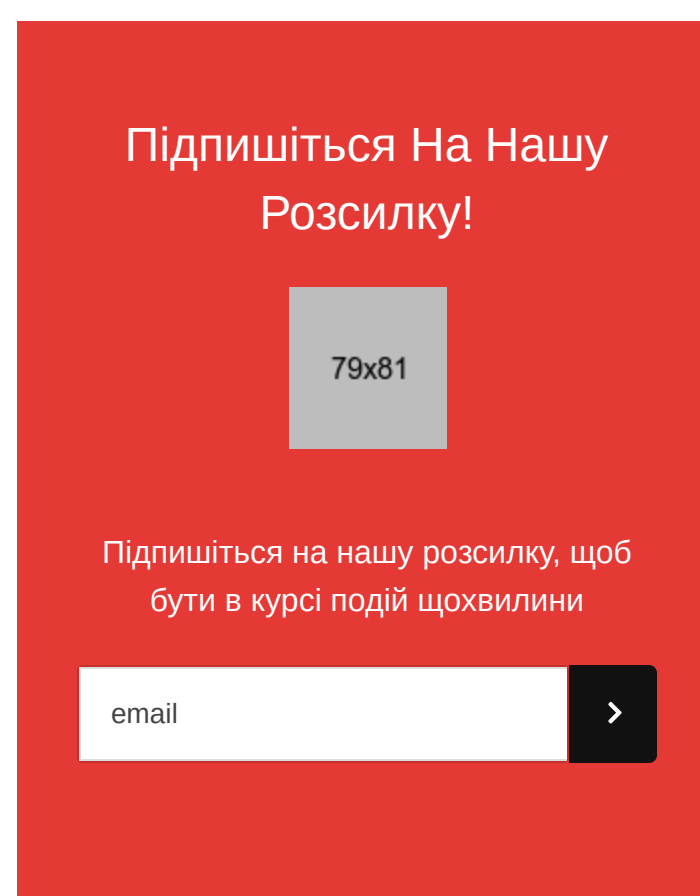 Підпишіться На Нашу
Розсилку!
79x81
Підпишіться на нашу розсилку, щоб
бути в курсі подій щохвилини
email